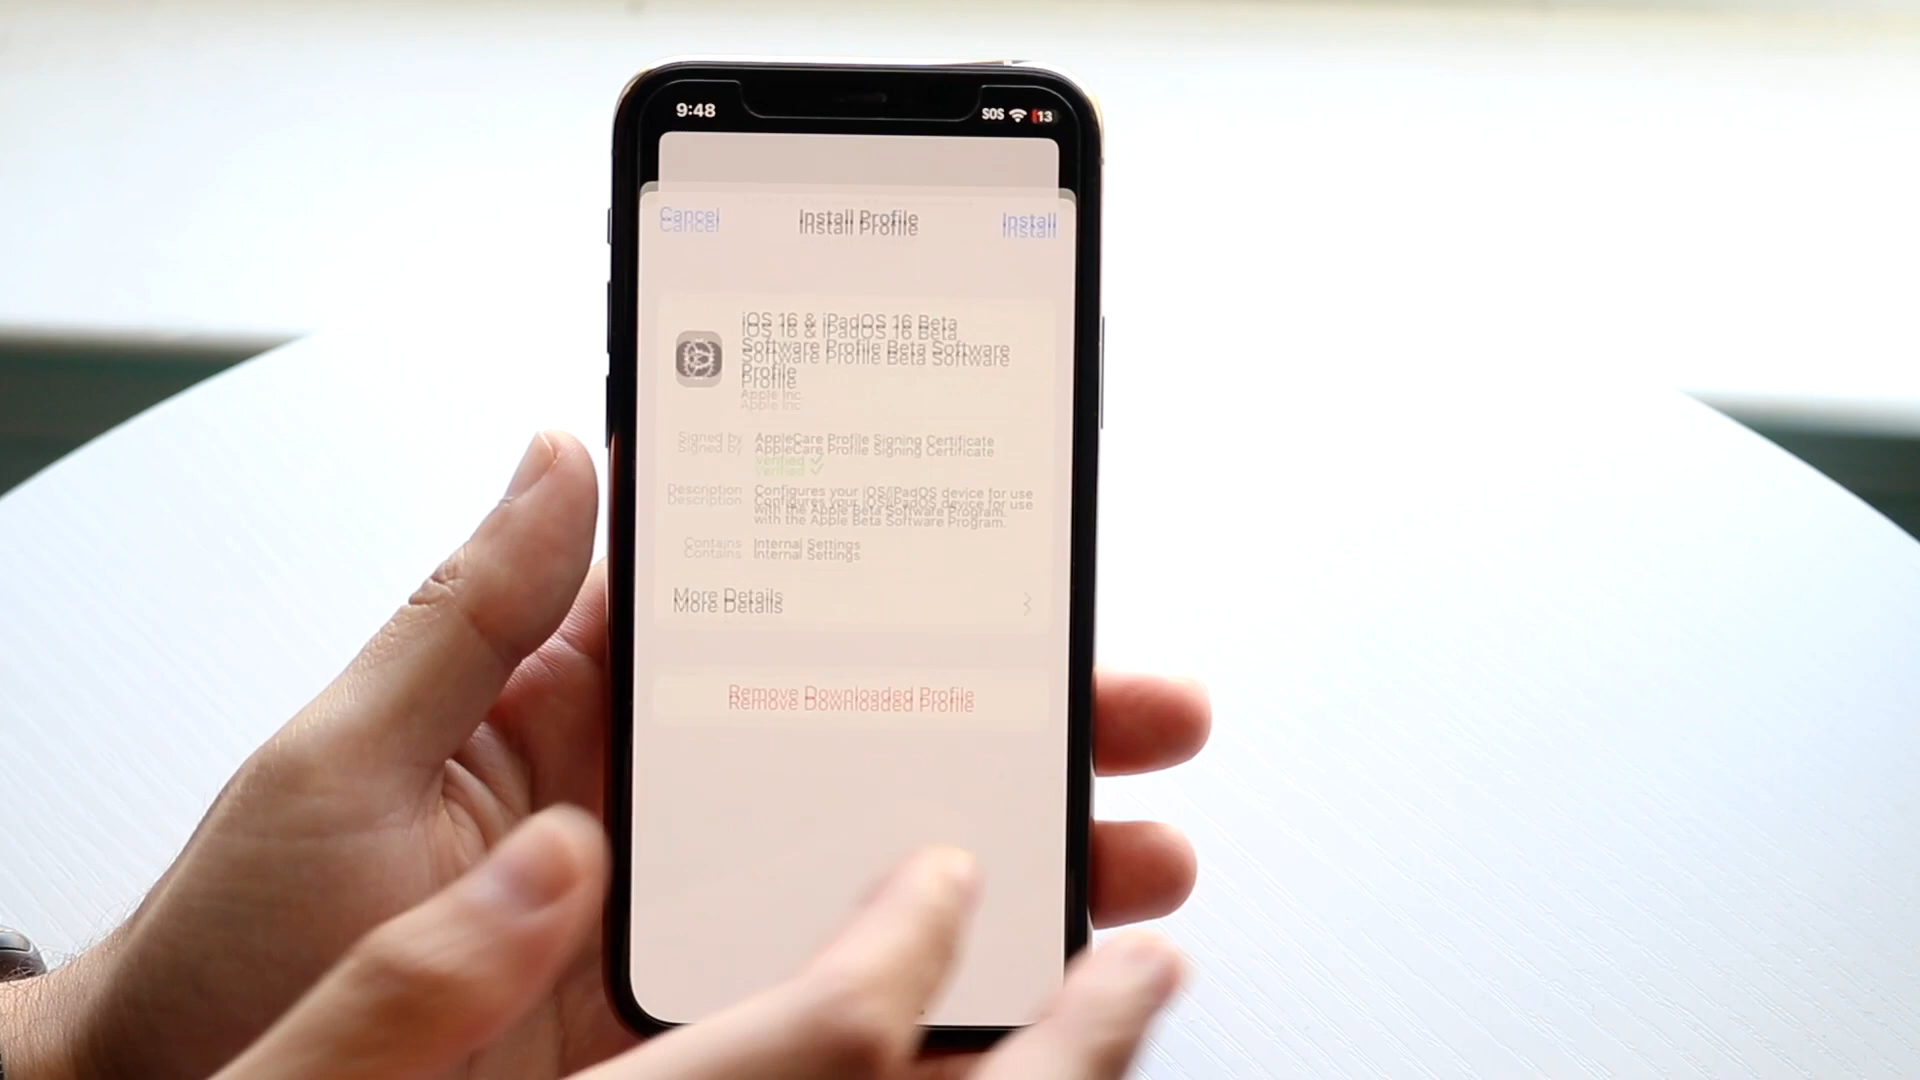 9:48
SOS 13
Cancel Install Profile Install
iOS 16 & iPadOS 16 Beta
Software Profile Beta Software
Profile
Apple Inc.
Signed by AppleCare Profile Signing Certificate
Verified ✓
Description Configures your iOS/iPadOS device for use
with the Apple Beta Software Program.
Contains Internal Settings
More Details
Remove Downloaded Profile